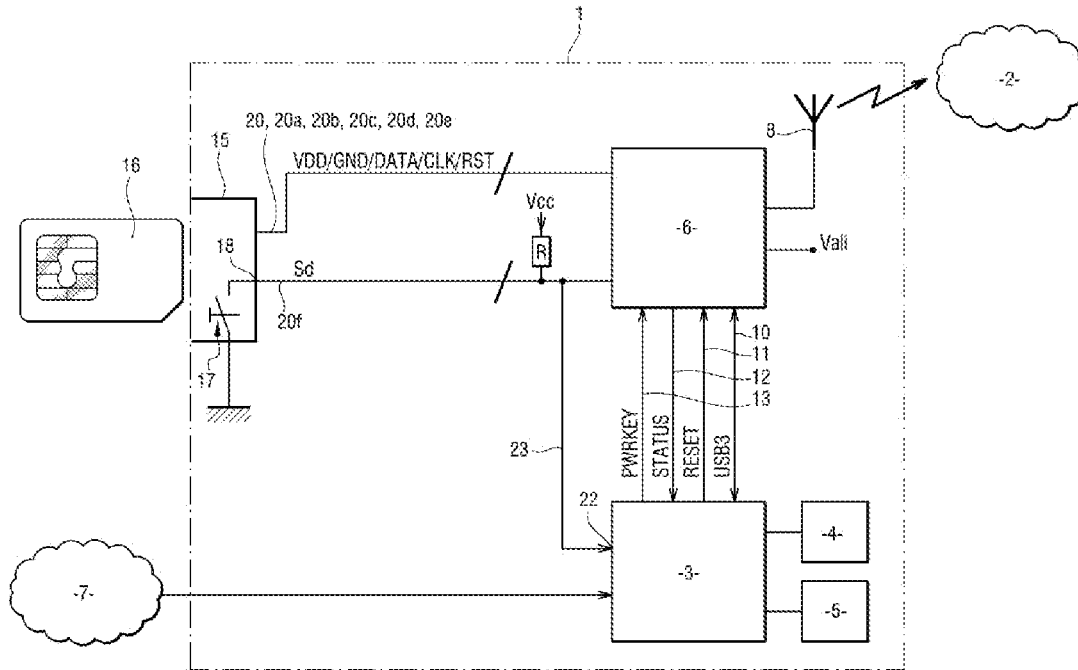 1
-2-
8
20, 20a, 20b, 20c, 20d, 20e
15
VDD/GND/DATA/CLK/RST
16
-6-
Vcc
R
Vali
18
Sd
20f
17
10
11
12
13
PWRKEY
STATUS
RESET
USB3
23
22
-4-
-3-
-7-
-5-